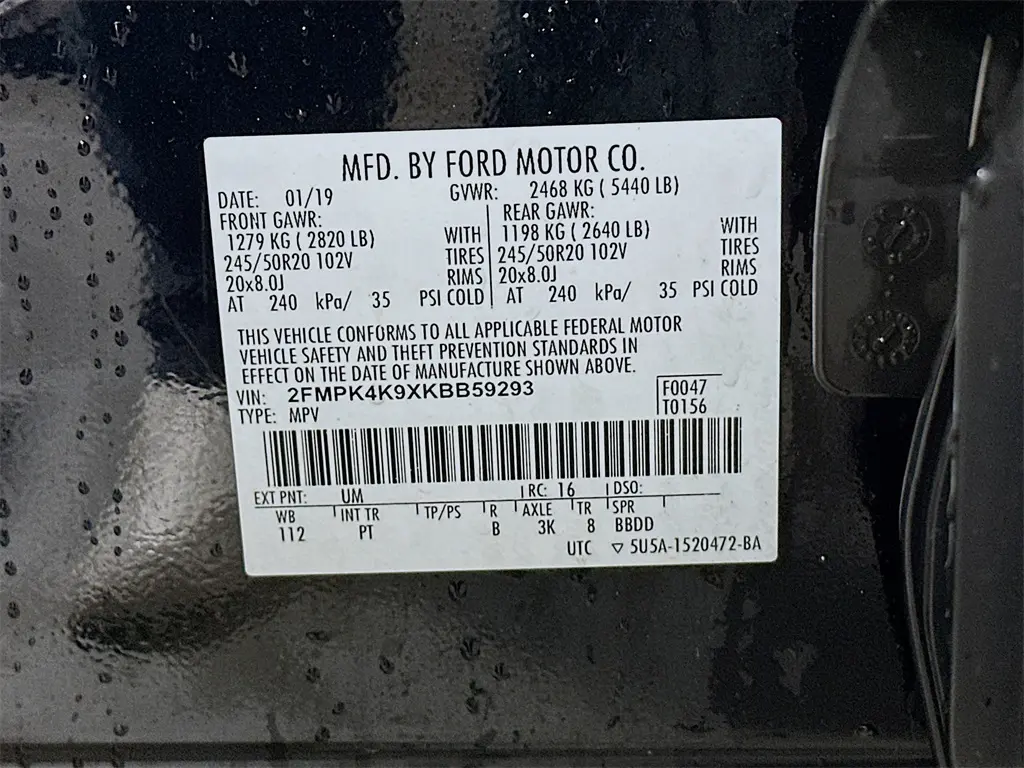 MFD. BY FORD MOTOR CO.
DATE: 01/19 GVWR: 2468 KG ( 5440 LB)
FRONT GAWR: REAR GAWR:
1279 KG ( 2820 LB) WITH 1198 KG ( 2640 LB) WITH
245/50R20 102V TIRES 245/50R20 102V TIRES
20x8.0J RIMS 20x8.0J RIMS
AT 240 kPa/ 35 PSI COLD AT 240 kPa/ 35 PSI COLD
THIS VEHICLE CONFORMS TO ALL APPLICABLE FEDERAL MOTOR
VEHICLE SAFETY AND THEFT PREVENTION STANDARDS IN
EFFECT ON THE DATE OF MANUFACTURE SHOWN ABOVE.
VIN: 2FMPK4K9XKBB59293 F0047
TYPE: MPV T0156
EXT PNT: UM RC: 16 DSO:
WB INT TR TP/PS R AXLE TR SPR
112 PT B 3K 8 BBDD
UTC ▽ 5U5A-1520472-BA